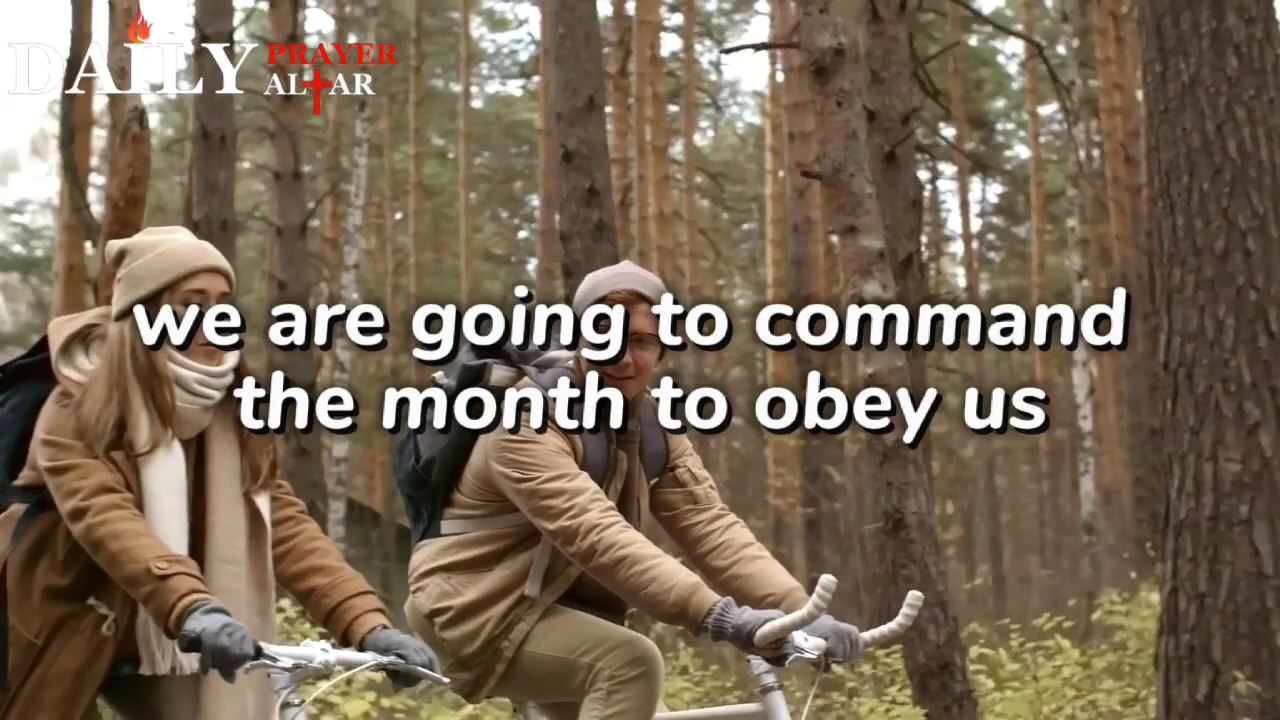 DAILY PRAYER
ALTAR
we are going to command
the month to obey us